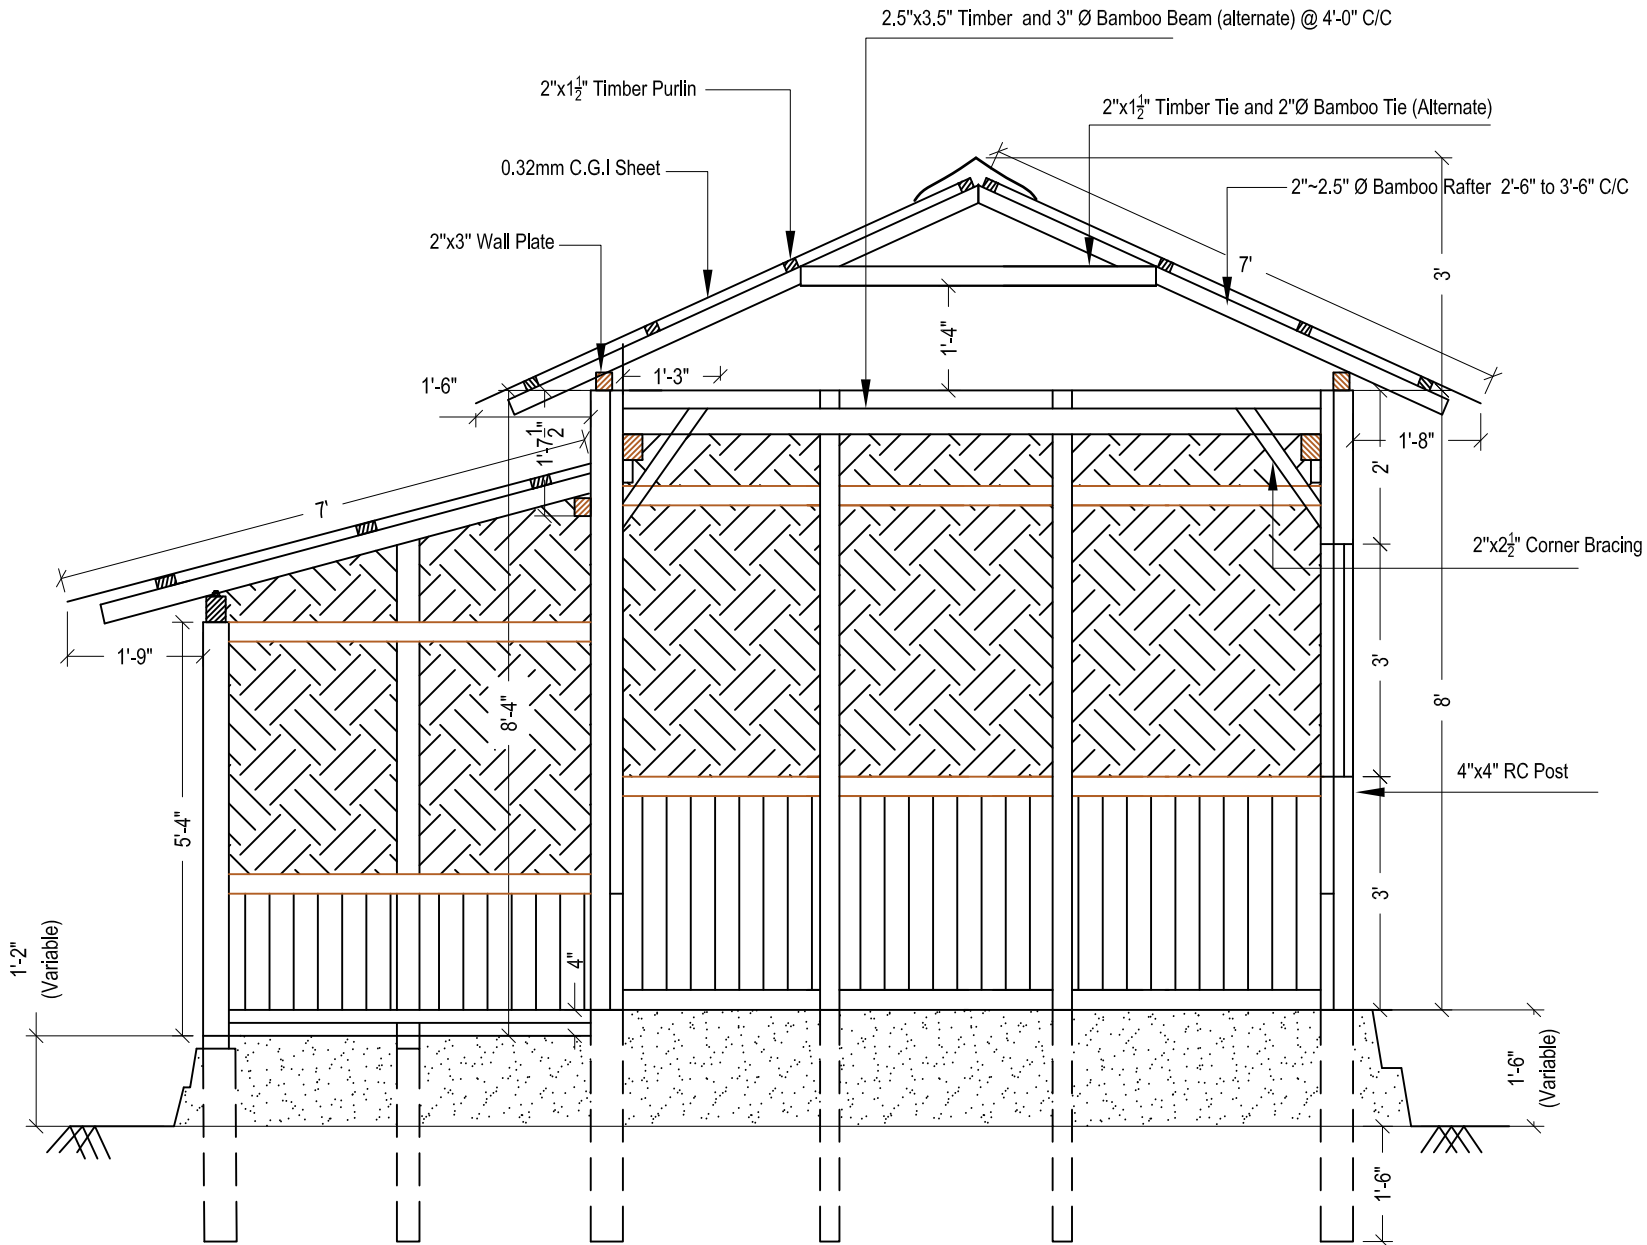 2.5"x3.5" Timber and 3" Ø Bamboo Beam (alternate) @ 4'-0" C/C
2"x1½" Timber Purlin
2"x1½" Timber Tie and 2"Ø Bamboo Tie (Alternate)
0.32mm C.G.I Sheet
2"~2.5" Ø Bamboo Rafter 2'-6" to 3'-6" C/C
2"x3" Wall Plate
7'
3'
1'-4"
1'-3"
1'-6"
1'-7½"
1'-8"
2'
7'
2"x2½" Corner Bracing
1'-9"
3'
8'-4"
8'
4"x4" RC Post
5'-4"
3'
1'-2"
(Variable)
4"
1'-6"
(Variable)
1'-6"